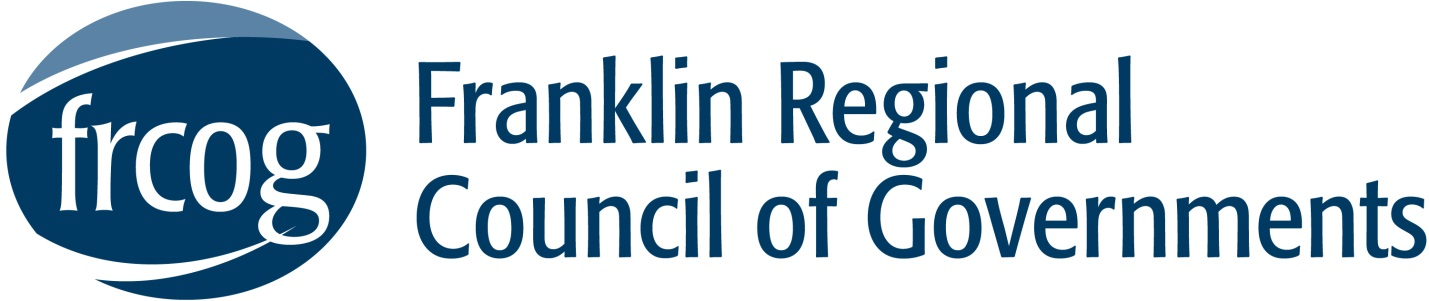 frcog
Franklin Regional
Council of Governments